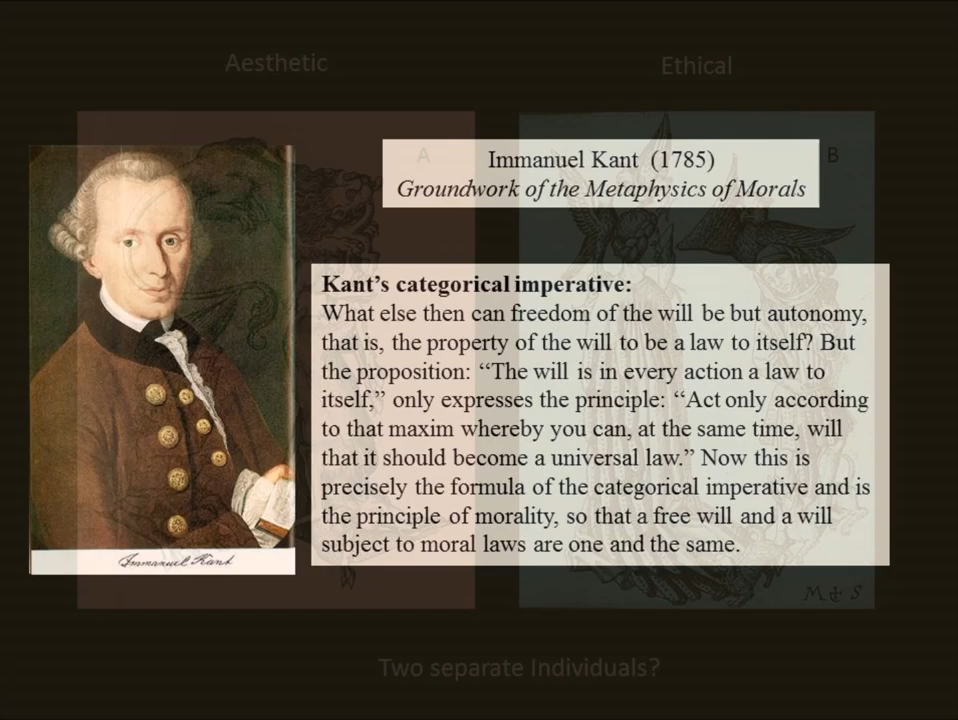 Aesthetic
Ethical
A
B
Immanuel Kant (1785)
Groundwork of the Metaphysics of Morals
Kant's categorical imperative:
What else then can freedom of the will be but autonomy,
that is, the property of the will to be a law to itself? But
the proposition: “The will is in every action a law to
itself,” only expresses the principle: “Act only according
to that maxim whereby you can, at the same time, will
that it should become a universal law.” Now this is
precisely the formula of the categorical imperative and is
the principle of morality, so that a free will and a will
subject to moral laws are one and the same.
Immanuel Kant
M & S
Two separate Individuals?